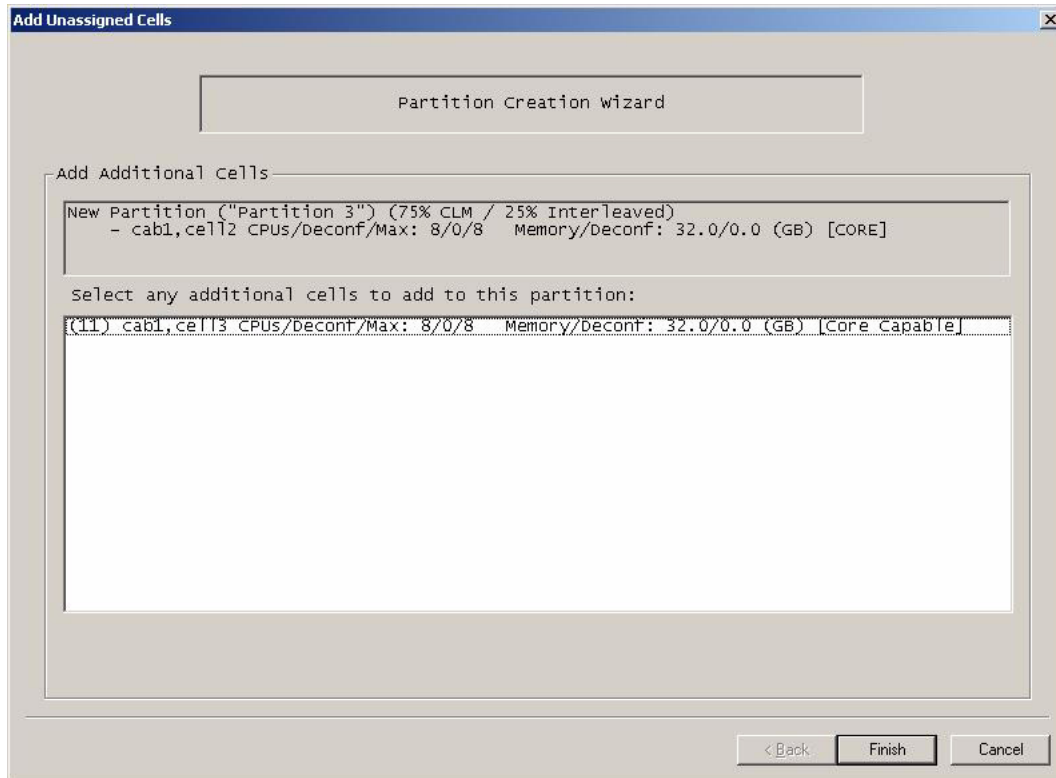 Add Unassigned Cells
Partition Creation Wizard
Add Additional Cells
New Partition ("Partition 3") (75% CLM / 25% Interleaved)
- cab1,cell2 CPUs/Deconf/Max: 8/0/8 Memory/Deconf: 32.0/0.0 (GB) [CORE]
Select any additional cells to add to this partition:
(11) cab1,cell3 CPUs/Deconf/Max: 8/0/8 Memory/Deconf: 32.0/0.0 (GB) [Core Capable]
< Back Finish Cancel